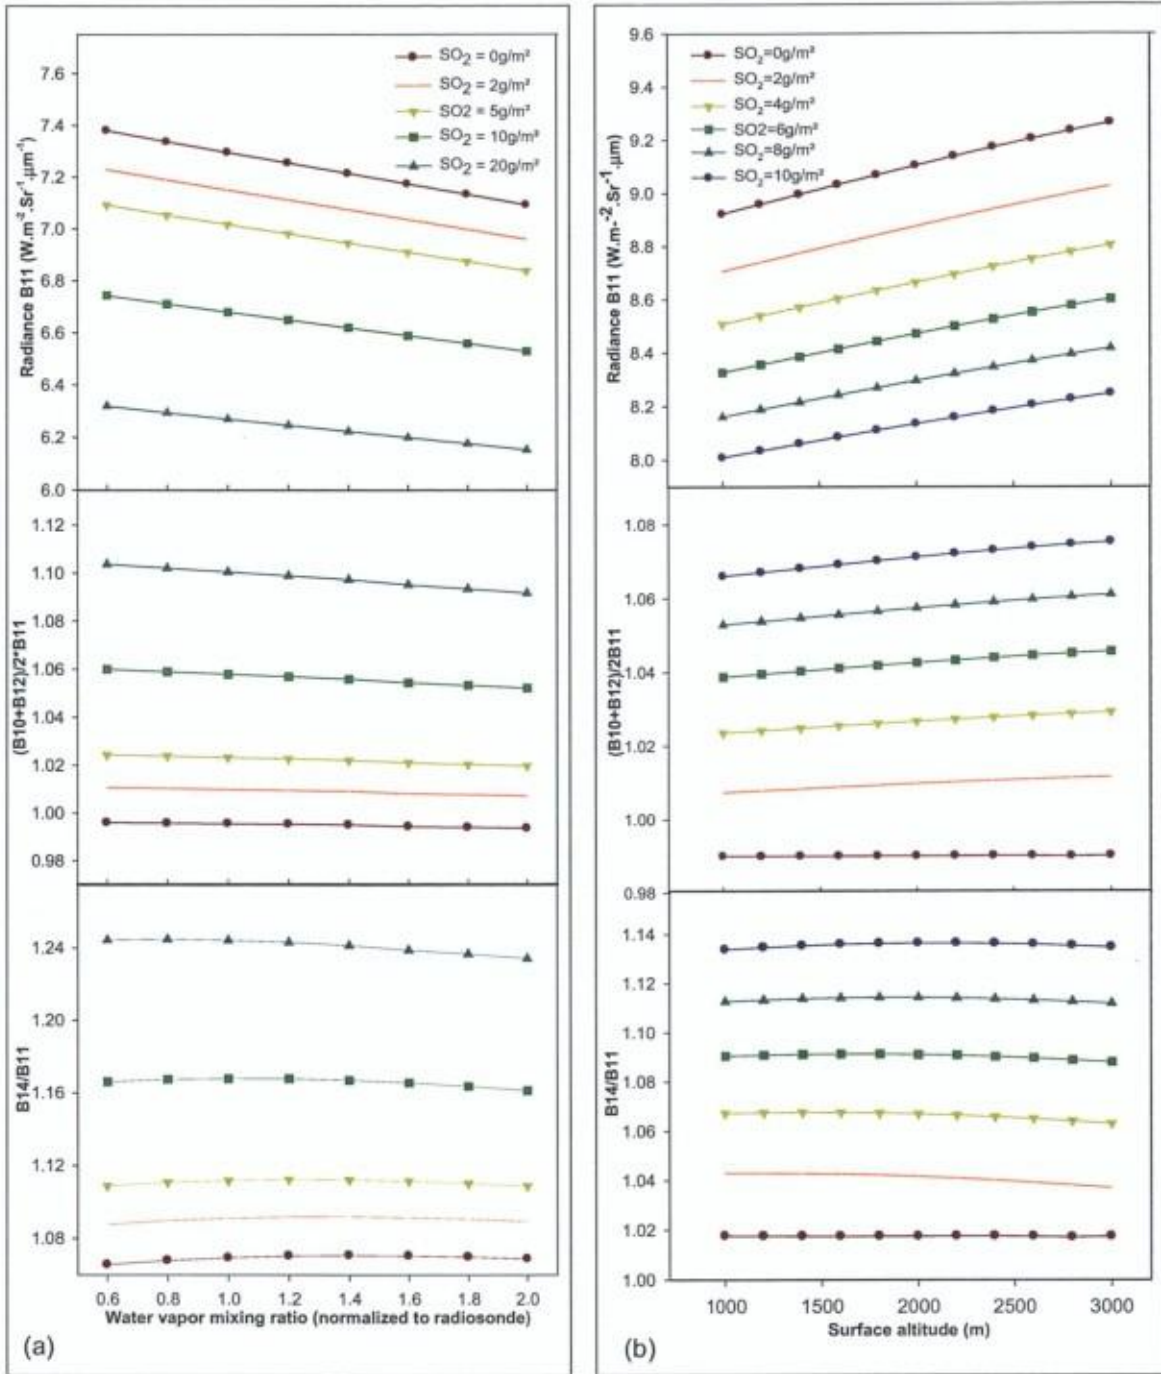 SO2 = 0g/m²
SO2 = 2g/m²
SO2 = 5g/m²
SO2 = 10g/m²
SO2 = 20g/m²
7.6
7.4
7.2
7.0
6.8
6.6
6.4
6.2
6.0
Radiance B11 (W.m⁻².Sr⁻¹.µm⁻¹)
1.12
1.10
1.06
1.04
1.02
1.00
0.98
(B10+B12)/2*B11
1.24
1.20
1.16
1.12
1.08
B14/B11
0.6 0.8 1.0 1.2 1.4 1.6 1.8 2.0
Water vapor mixing ratio (normalized to radiosonde)
(a)
SO2=0g/m²
SO2=2g/m²
SO2=4g/m²
SO2=6g/m²
SO2=8g/m²
SO2=10g/m²
9.6
9.4
9.2
9.0
8.8
8.6
8.4
8.2
8.0
Radiance B11 (W.m-².Sr⁻¹.µm)
1.08
1.06
1.04
1.02
1.00
0.98
(B10+B12)/2B11
1.14
1.12
1.10
1.08
1.06
1.04
1.02
1.00
B14/B11
1000 1500 2000 2500 3000
Surface altitude (m)
(b)